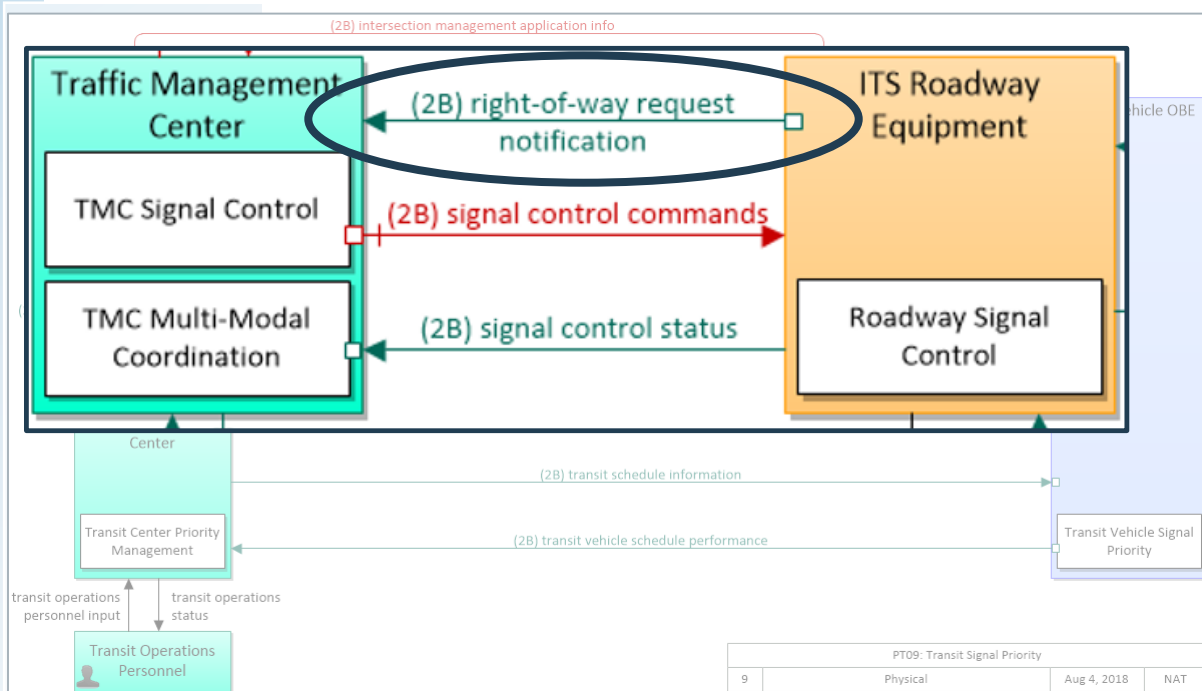 (2B) intersection management application info
Traffic Management
Center
(2B) right-of-way request
notification
ITS Roadway
Equipment
hicle OBE
TMC Signal Control
(2B) signal control commands
TMC Multi-Modal
Coordination
(2B) signal control status
Roadway Signal
Control
(
Center
(2B) transit schedule information
Transit Center Priority
Management
(2B) transit vehicle schedule performance
Transit Vehicle Signal
Priority
transit operations
personnel input
transit operations
status
Transit Operations
Personnel
PT09: Transit Signal Priority
9 Physical Aug 4, 2018 NAT